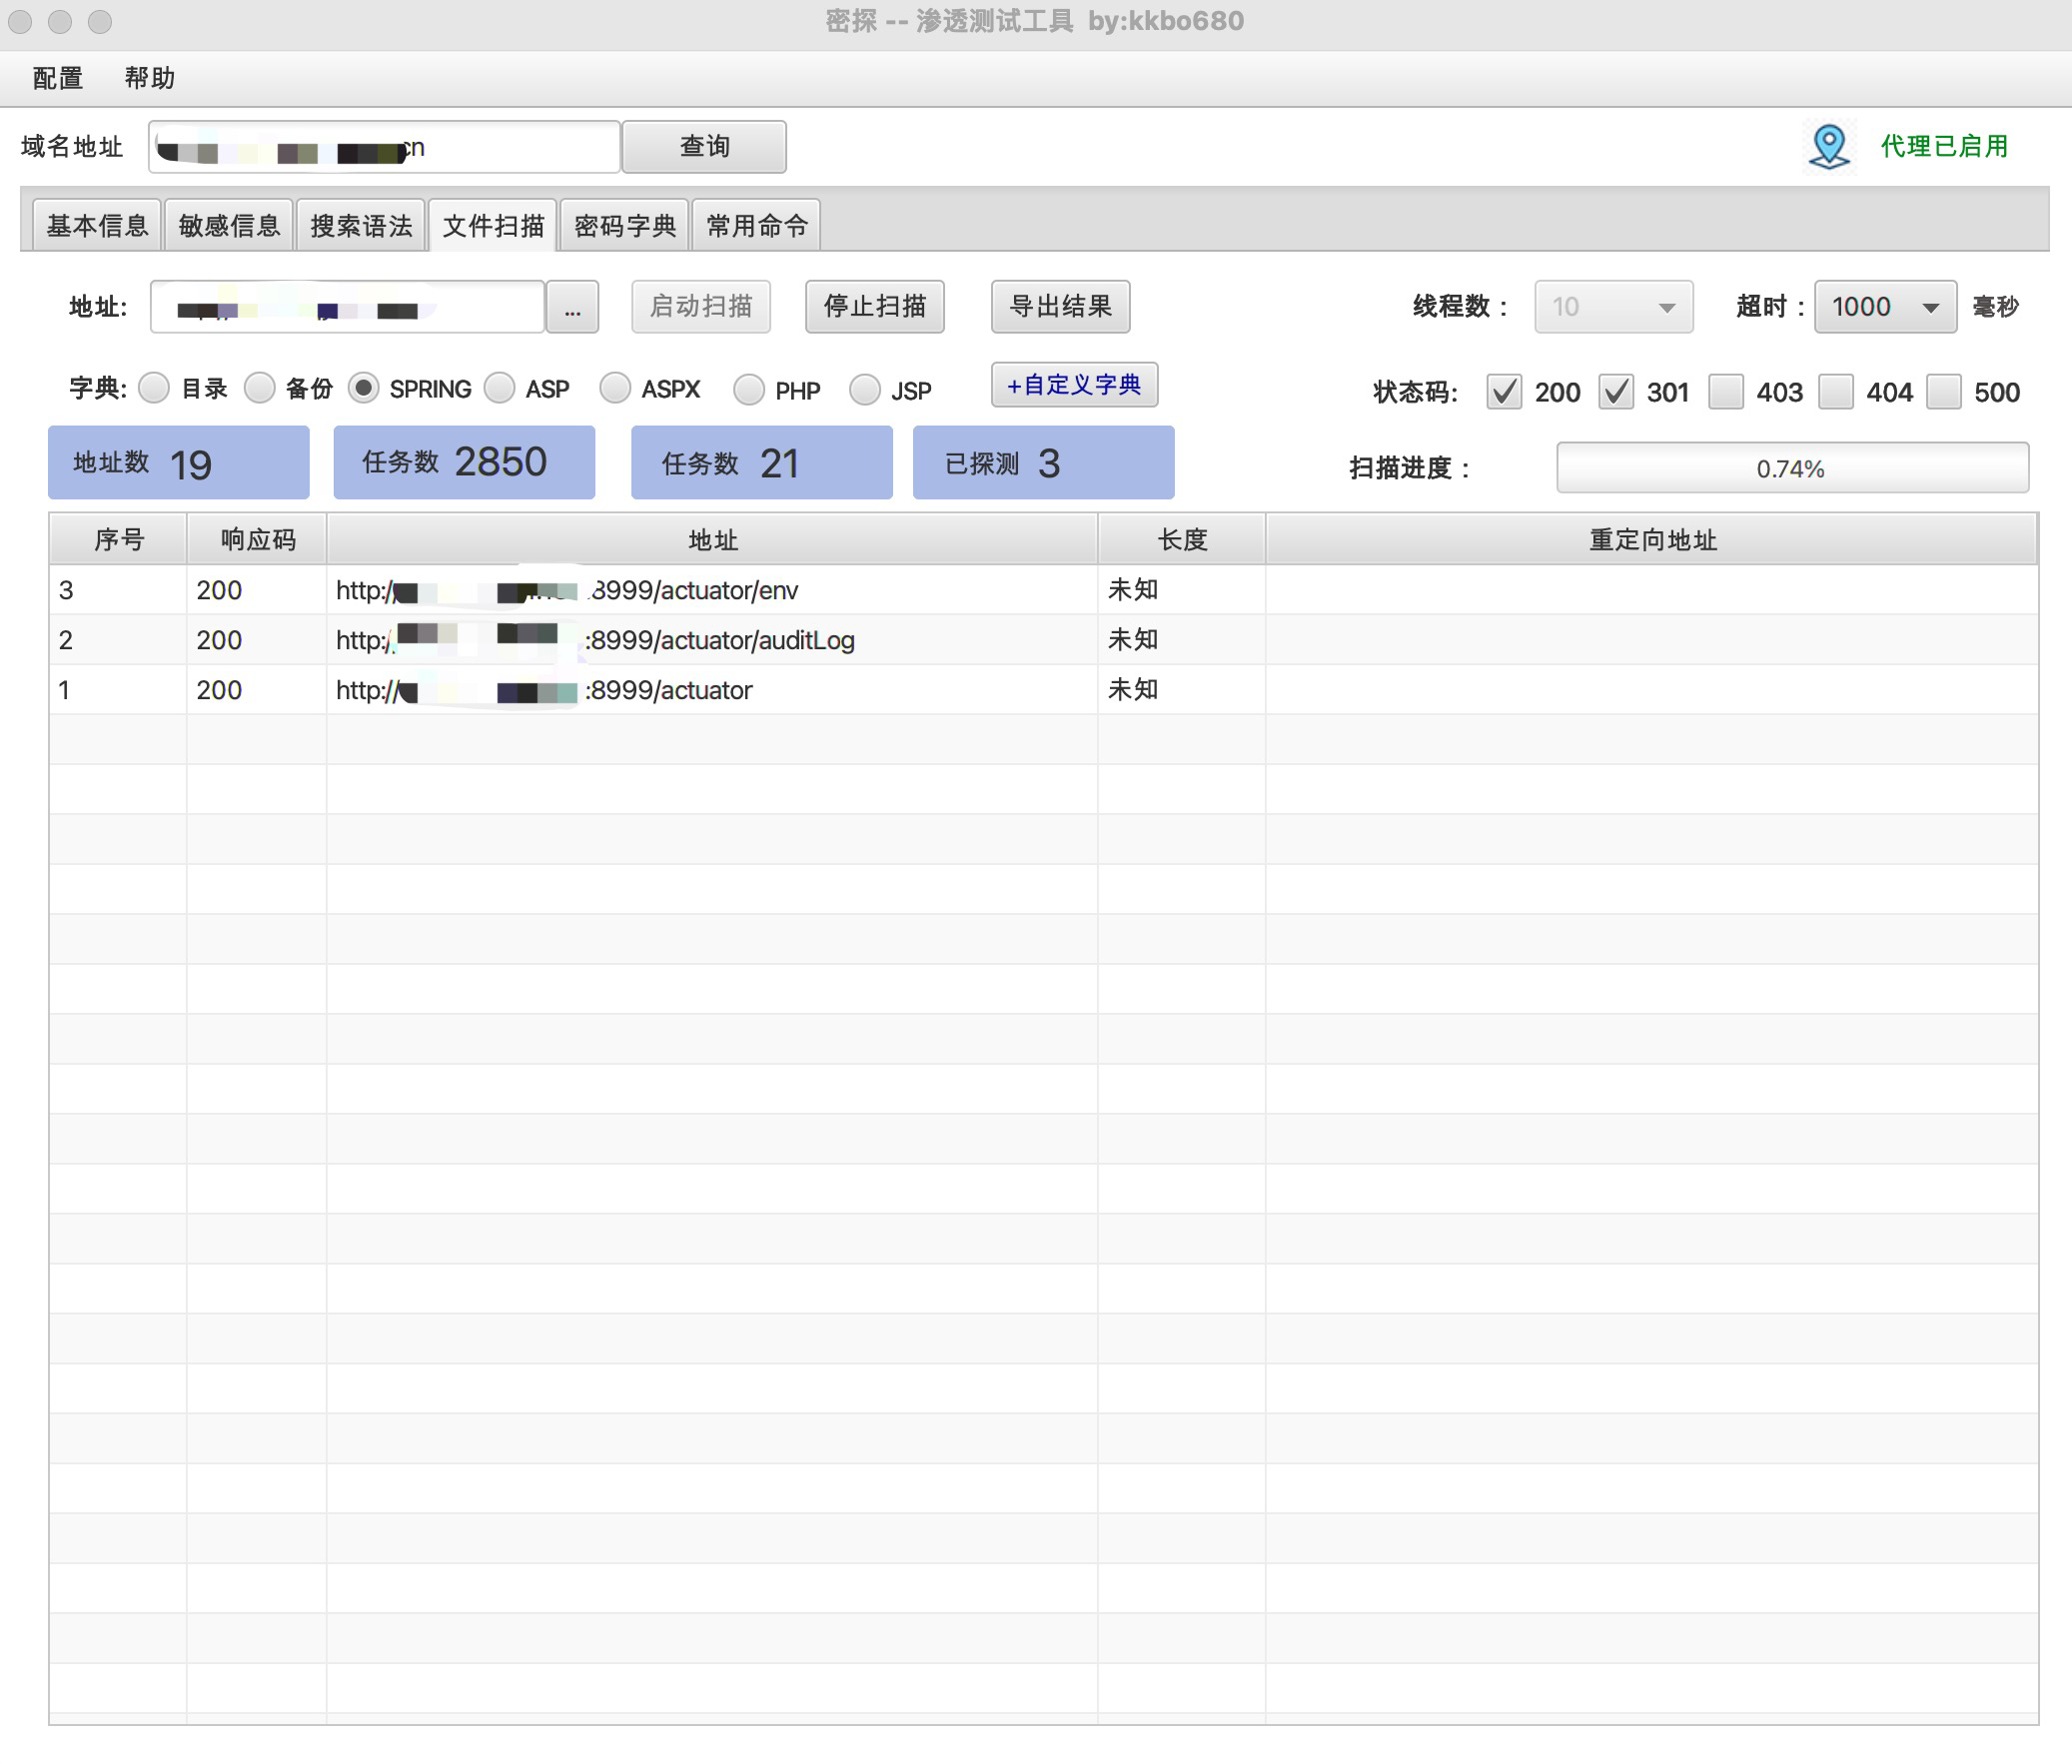 密探 -- 渗透测试工具 by:kkbo680
配置 帮助
域名地址 cn 查询 代理已启用
基本信息 敏感信息 搜索语法 文件扫描 密码字典 常用命令
地址: ... 启动扫描 停止扫描 导出结果 线程数： 10 超时： 1000 毫秒
字典: 目录 备份 SPRING ASP ASPX PHP JSP +自定义字典 状态码: 200 301 403 404 500
地址数 19 任务数 2850 任务数 21 已探测 3 扫描进度： 0.74%
序号 响应码 地址 长度 重定向地址
3 200 http:/ :8999/actuator/env 未知
2 200 http:/ :8999/actuator/auditLog 未知
1 200 http:// :8999/actuator 未知